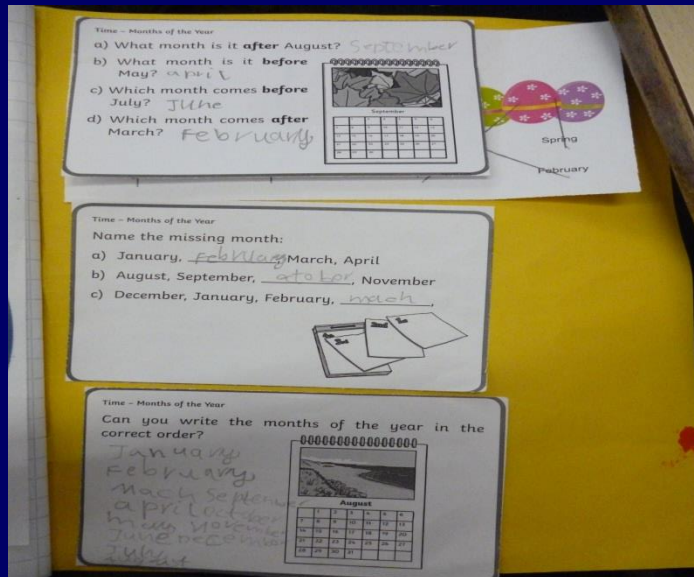 Time – Months of the Year
a) What month is it after August? September
b) What month is it before
May? april
c) Which month comes before
July? June
d) Which month comes after
March? February
September
Spring
February
Time – Months of the Year
Name the missing month:
a) January, February, March, April
b) August, September, otobor, November
c) December, January, February, mach,
Time – Months of the Year
Can you write the months of the year in the
correct order?
January
February
Mach September
april october
may November
June December
July
August